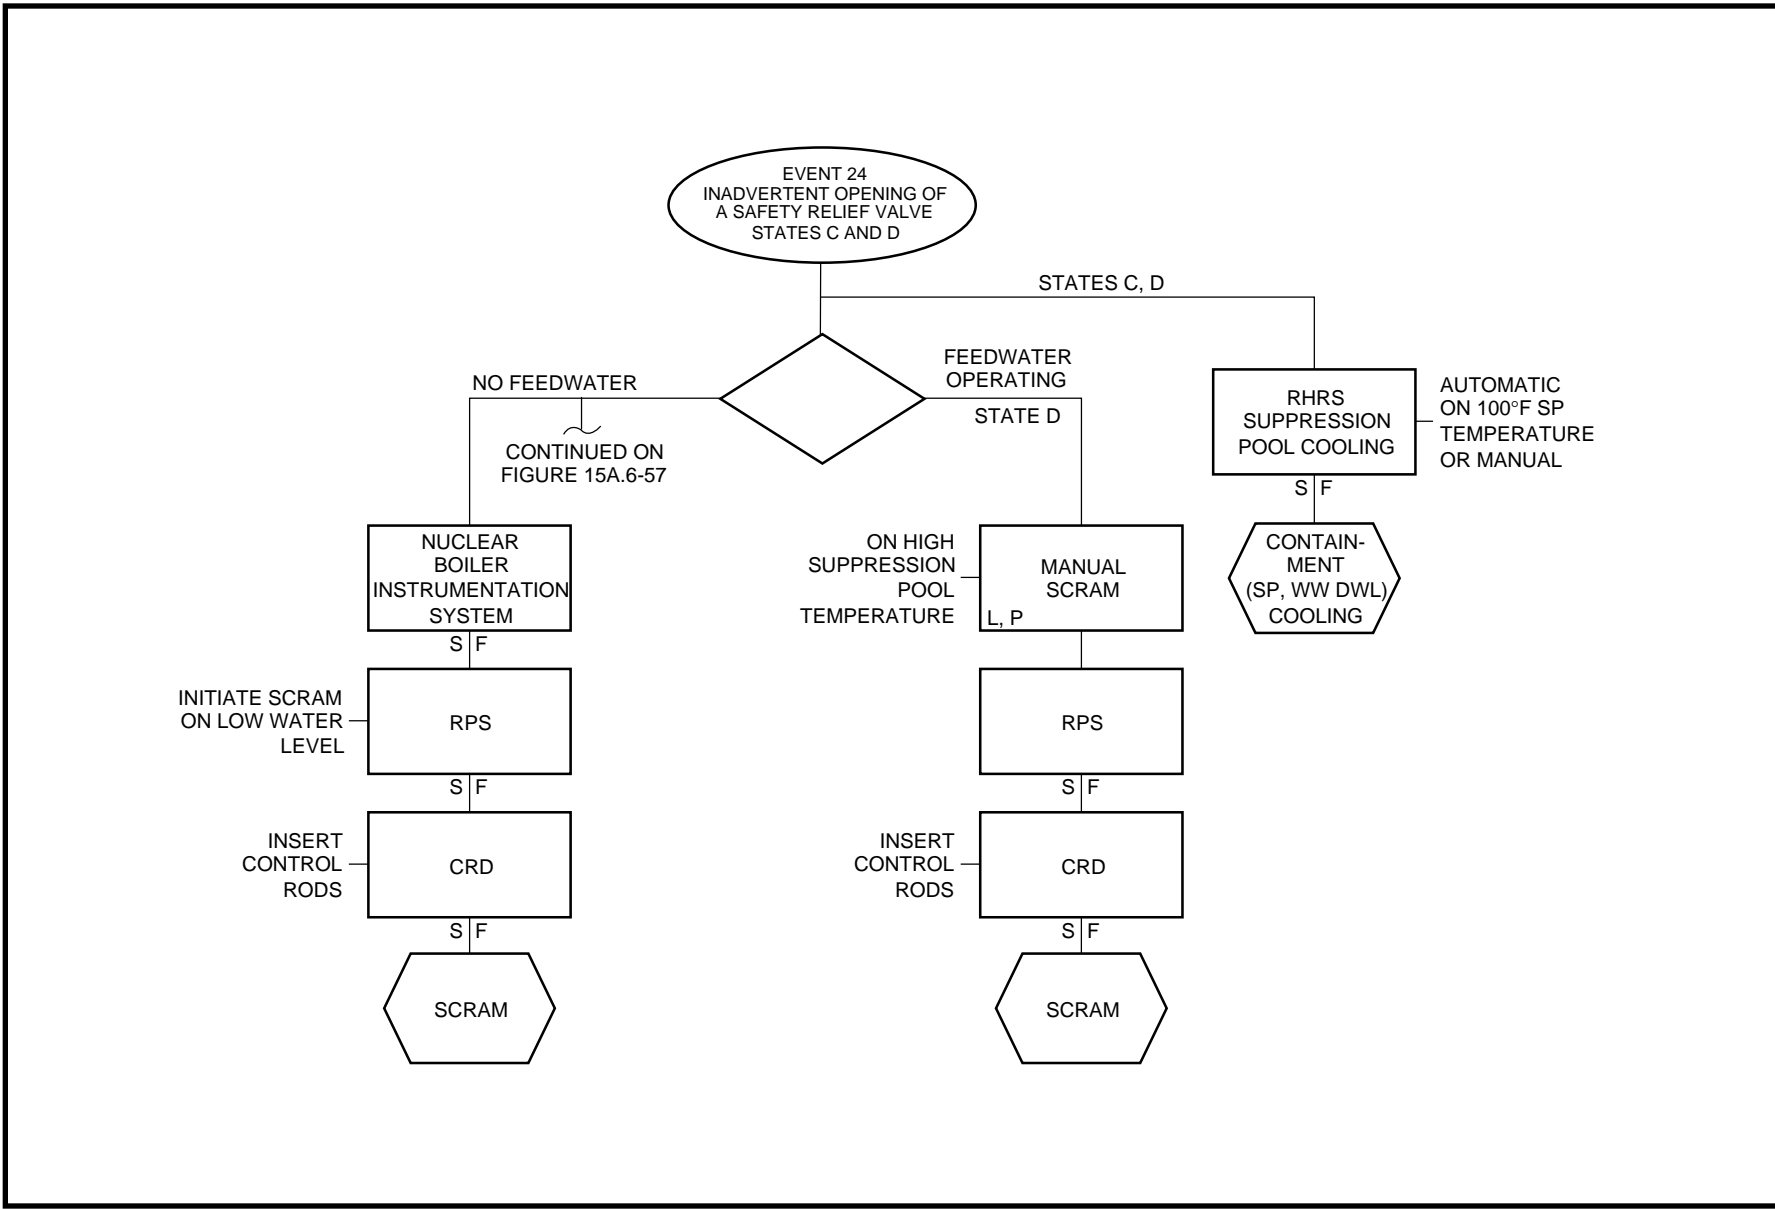 EVENT 24
INADVERTENT OPENING OF
A SAFETY RELIEF VALVE
STATES C AND D
STATES C, D
NO FEEDWATER
FEEDWATER
OPERATING
STATE D
CONTINUED ON
FIGURE 15A.6-57
RHRS
SUPPRESSION
POOL COOLING
AUTOMATIC
ON 100°F SP
TEMPERATURE
OR MANUAL
S F
CONTAIN-
MENT
(SP, WW DWL)
COOLING
NUCLEAR
BOILER
INSTRUMENTATION
SYSTEM
S F
INITIATE SCRAM
ON LOW WATER
LEVEL
RPS
S F
INSERT
CONTROL
RODS
CRD
S F
SCRAM
ON HIGH
SUPPRESSION
POOL
TEMPERATURE
MANUAL
SCRAM
L, P
RPS
S F
INSERT
CONTROL
RODS
CRD
S F
SCRAM